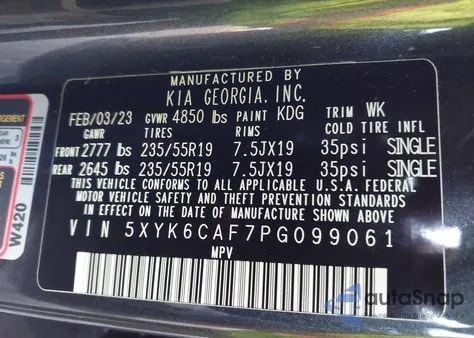 MANUFACTURED BY
KIA GEORGIA, INC.
FEB/03/23 GVWR 4850 lbs PAINT KDG TRIM WK
GAWR TIRES RIMS COLD TIRE INFL
FRONT 2777 lbs 235/55R19 7.5JX19 35psi SINGLE
REAR 2645 lbs 235/55R19 7.5JX19 35psi SINGLE
THIS VEHICLE CONFORMS TO ALL APPLICABLE U.S.A. FEDERAL
MOTOR VEHICLE SAFETY AND THEFT PREVENTION STANDARDS
IN EFFECT ON THE DATE OF MANUFACTURE SHOWN ABOVE.
VIN 5XYK6CAF7PG099061
MPV
W420
autoSnap